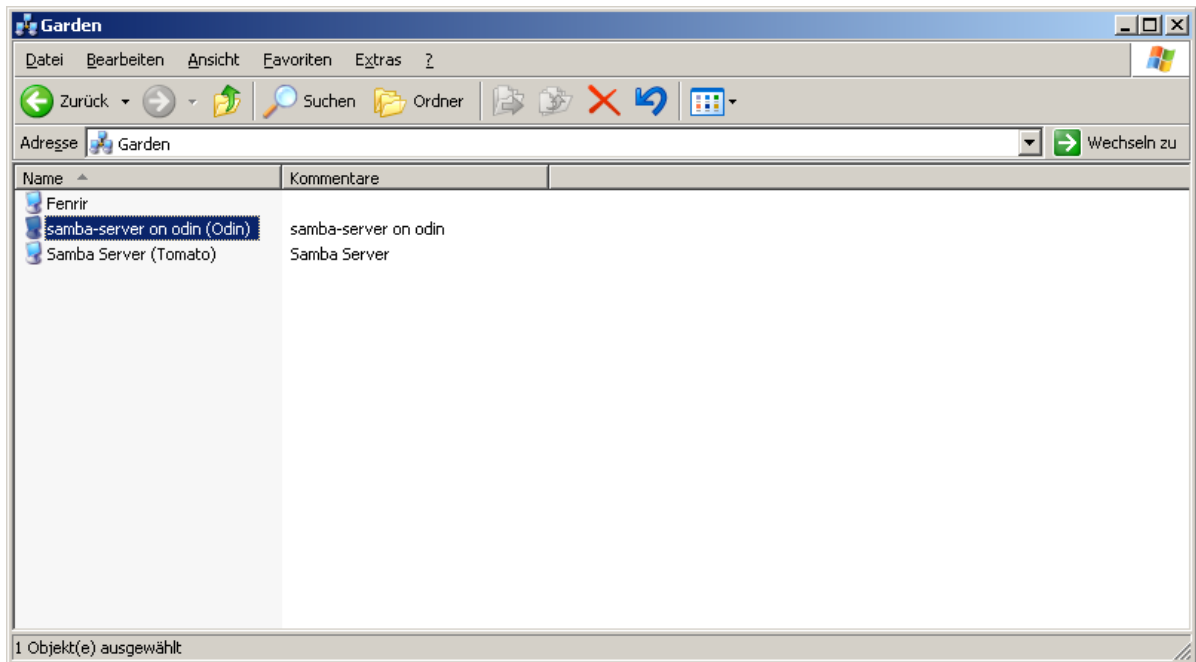 Garden
Datei Bearbeiten Ansicht Favoriten Extras ?
Zurück Suchen Ordner
Adresse Garden Wechseln zu
Name Kommentare
Fenrir
samba-server on odin (Odin) samba-server on odin
Samba Server (Tomato) Samba Server
1 Objekt(e) ausgewählt